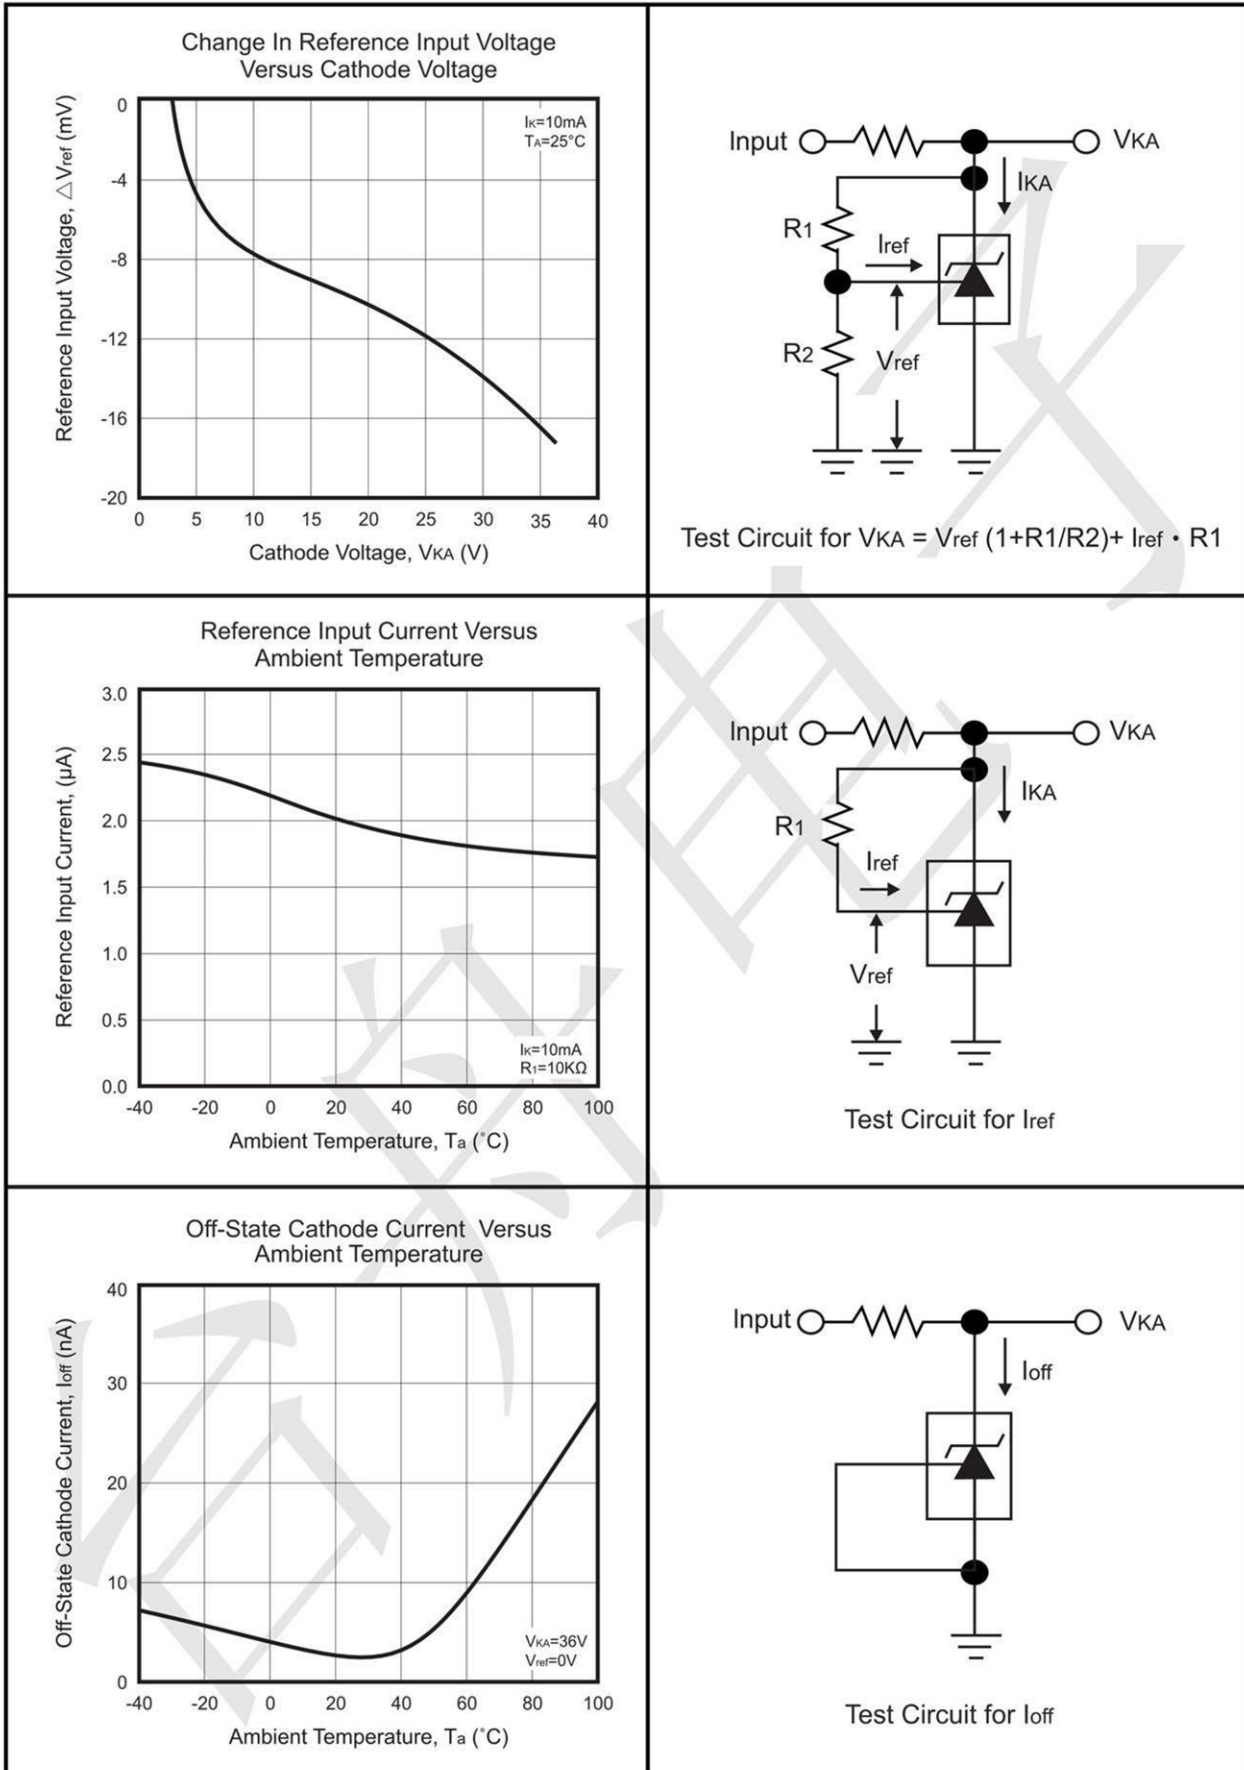 Change In Reference Input Voltage
Versus Cathode Voltage
Reference Input Voltage, △Vref (mV)
0
-4
-8
-12
-16
-20
IK=10mA
TA=25°C
0 5 10 15 20 25 30 35 40
Cathode Voltage, VKA (V)
Input
VKA
IKA
R1
Iref
R2
Vref
Test Circuit for VKA = Vref (1+R1/R2)+ Iref • R1
Reference Input Current Versus
Ambient Temperature
Reference Input Current, (µA)
3.0
2.5
2.0
1.5
1.0
0.5
0.0
IK=10mA
R1=10KΩ
-40 -20 0 20 40 60 80 100
Ambient Temperature, Ta (˚C)
Input
VKA
IKA
R1
Iref
Vref
Test Circuit for Iref
Off-State Cathode Current Versus
Ambient Temperature
Off-State Cathode Current, Ioff (nA)
40
30
20
10
0
VKA=36V
Vref=0V
-40 -20 0 20 40 60 80 100
Ambient Temperature, Ta (˚C)
Input
VKA
Ioff
Test Circuit for Ioff